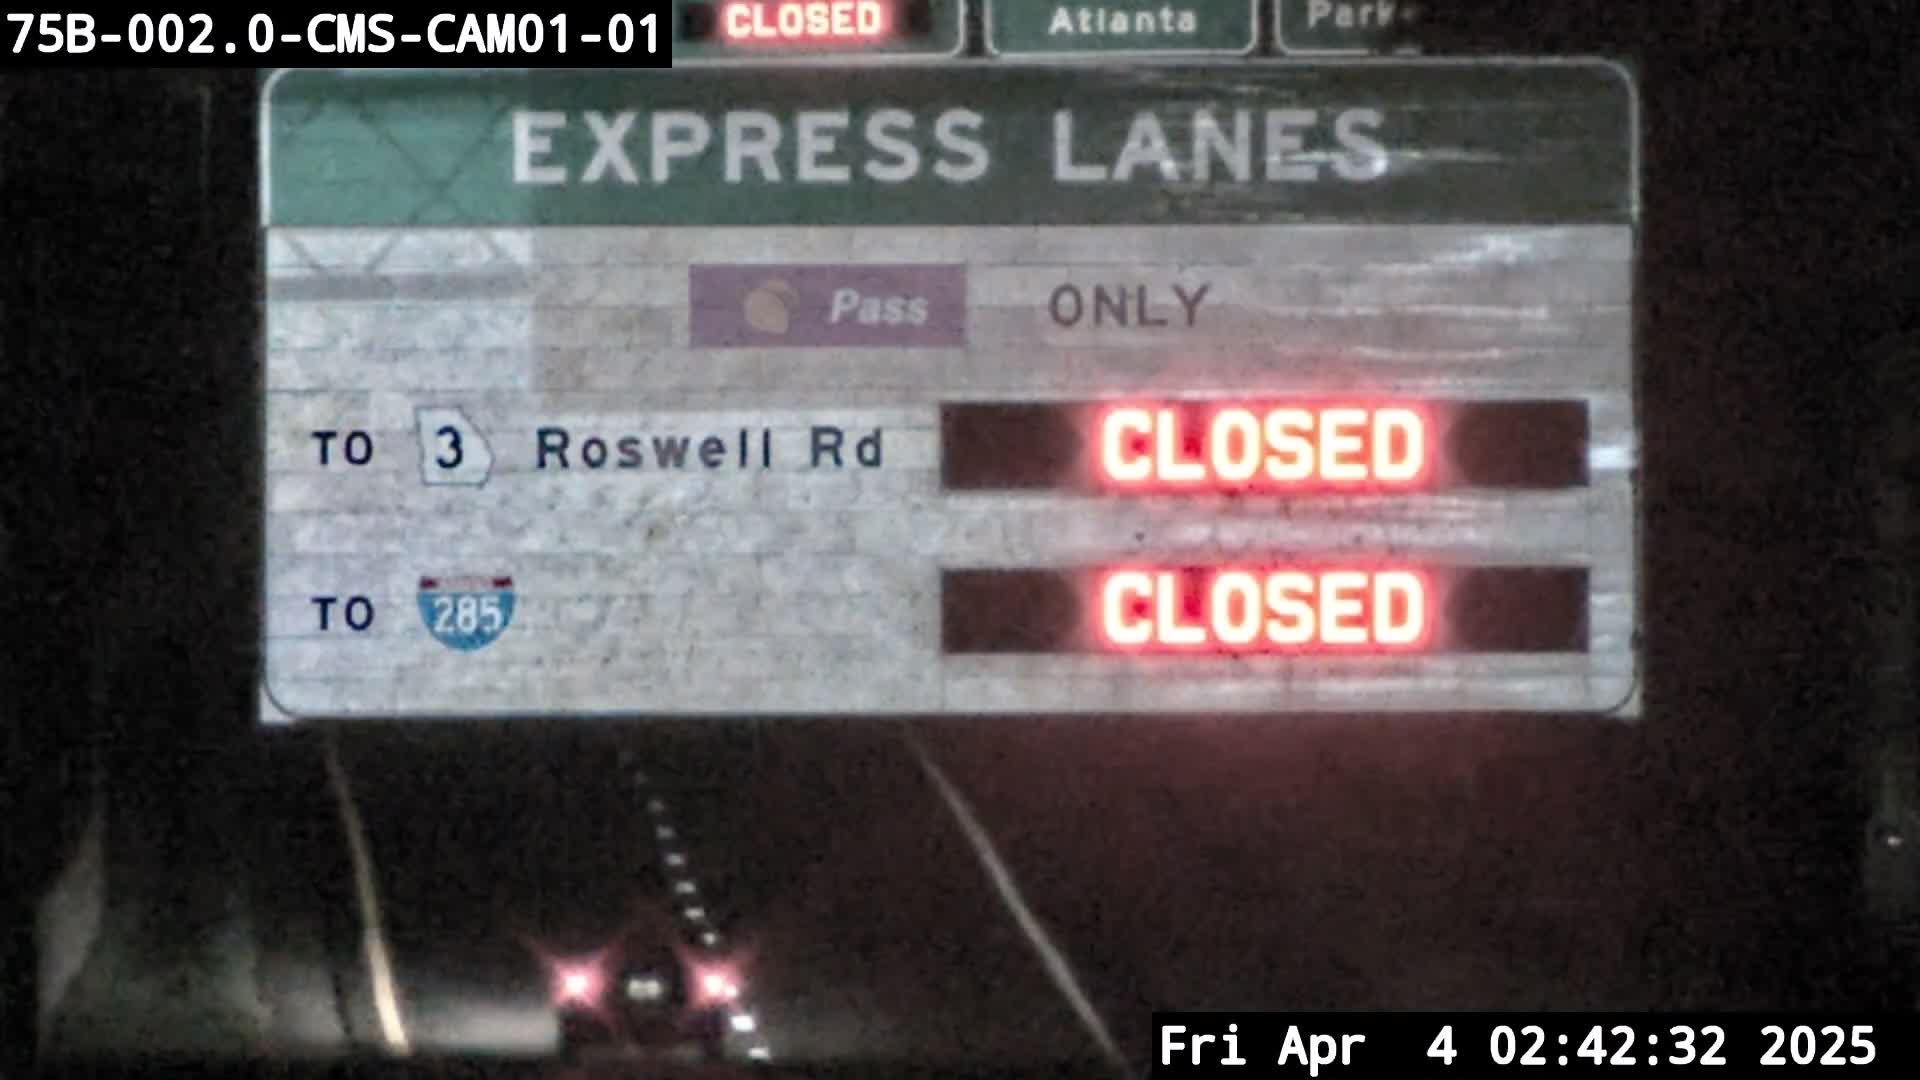 75B-002.0-CMS-CAM01-01
CLOSED
Atlanta
EXPRESS LANES
Pass ONLY
TO 3 Roswell Rd CLOSED
TO 285 CLOSED
Fri Apr 4 02:42:32 2025